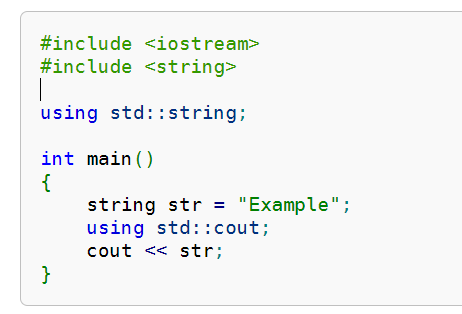 #include <iostream>
#include <string>
using std::string;
int main()
{
    string str = "Example";
    using std::cout;
    cout << str;
}